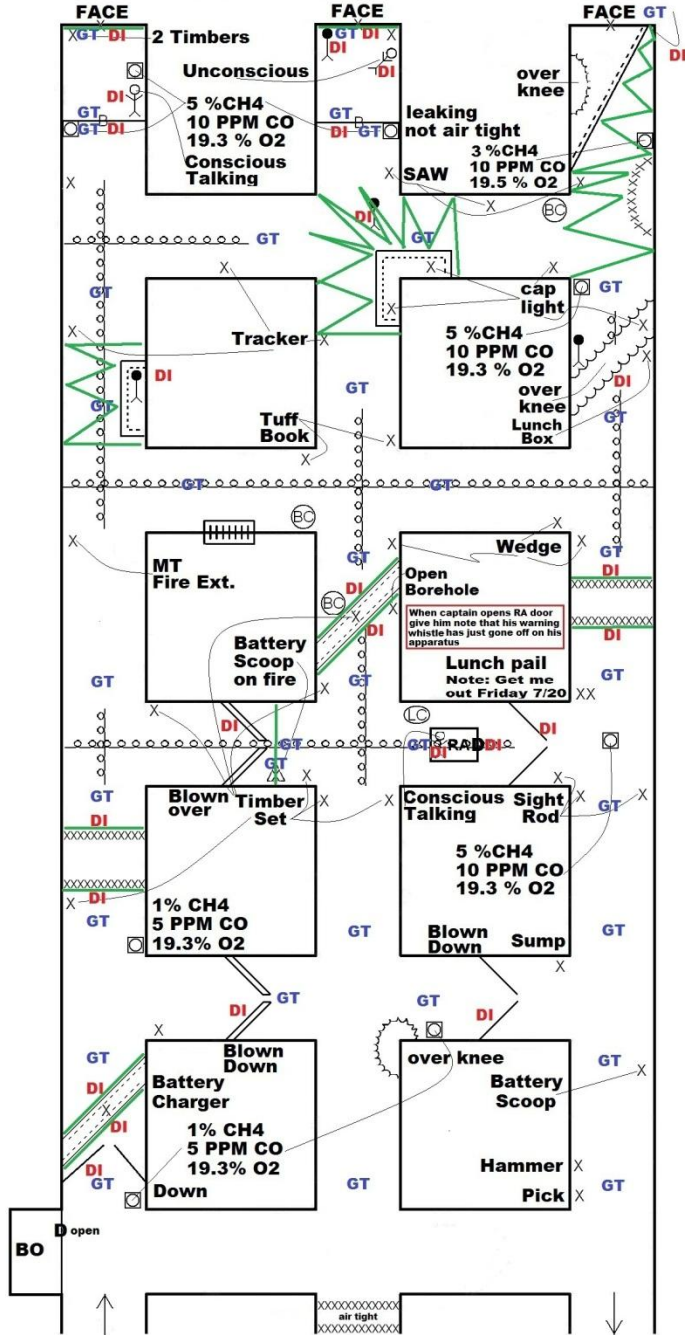 FACE FACE FACE GT
GT DI 2 Timbers GT DI DI
DI
Unconscious DI
DI 5 %CH4 over knee
GT 10 PPM CO GT leaking
GT B DI 19.3 % O2 DI B GT not air tight
Conscious 3 %CH4
Talking 10 PPM CO
X SAW 19.5 % O2
X BC
DI
GT GT
X X X
GT cap light GT
X Tracker X X 5 %CH4 X
10 PPM CO X
DI 19.3 % O2 DI
GT GT over knee GT
Tuff Book X Lunch Box
X
GT GT
BC X
X MT Fire Ext. GT X Wedge X GT
BC DI Open Borehole DI
When captain opens RA door
give him note that his warning
whistle has just gone off on his
apparatus
X X
DI DI
Battery Scoop on fire
GT X GT Lunch pail GT
Note: Get me XX
out Friday 7/20
X DI LC DI
GT GT DI RA D DI
X X X
GT Blown over Timber Set X X Conscious Talking Sight Rod X GT X
DI
5 %CH4
10 PPM CO
DI 19.3 % O2
X
GT 1% CH4 GT GT
5 PPM CO Blown Down Sump
19.3% O2
X
GT GT
X DI DI
GT Blown Down over knee GT
DI Battery Charger Battery Scoop X
X
DI 1% CH4
5 PPM CO
DI 19.3% O2 Hammer X
GT Down GT Pick X GT
D open
BO
air tight